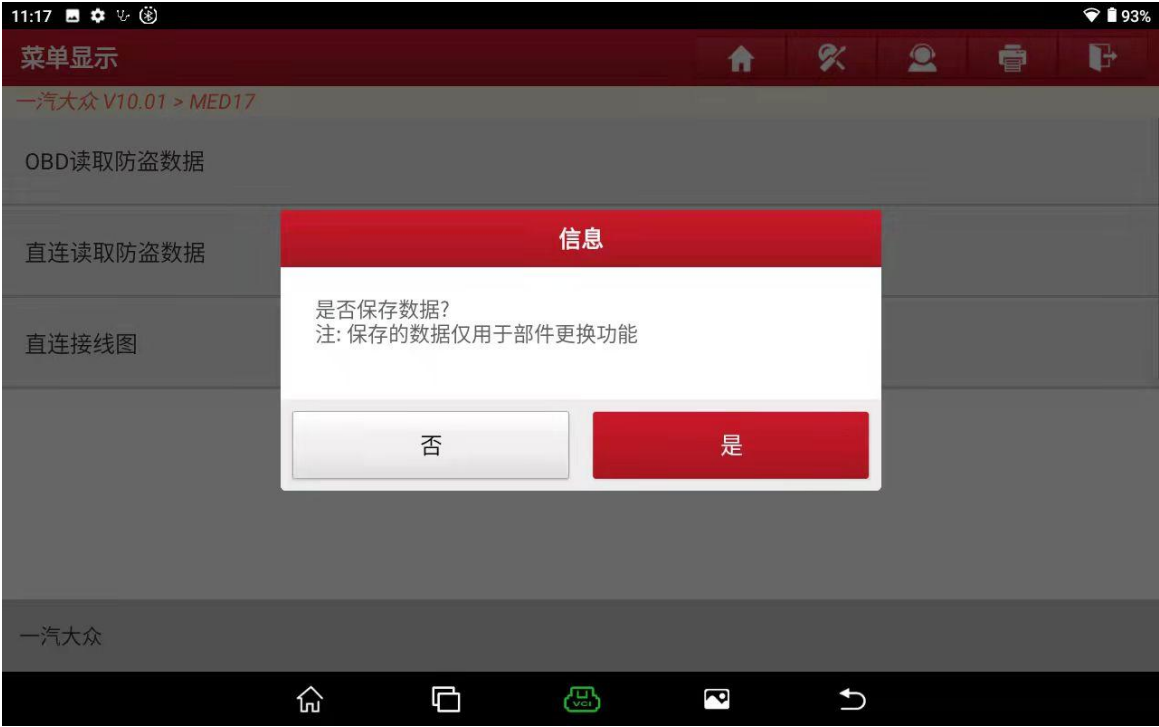 11:17
93%
菜单显示
一汽大众 V10.01 > MED17
OBD读取防盗数据
直连读取防盗数据
直连接线图
信息
是否保存数据?
注: 保存的数据仅用于部件更换功能
否
是
一汽大众
VCI